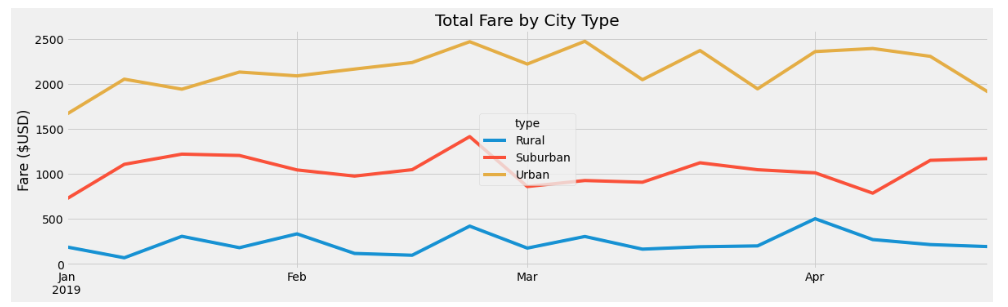 Total Fare by City Type
Fare ($USD)
2500
2000
1500
1000
500
0
type
Rural
Suburban
Urban
Jan
2019
Feb
Mar
Apr